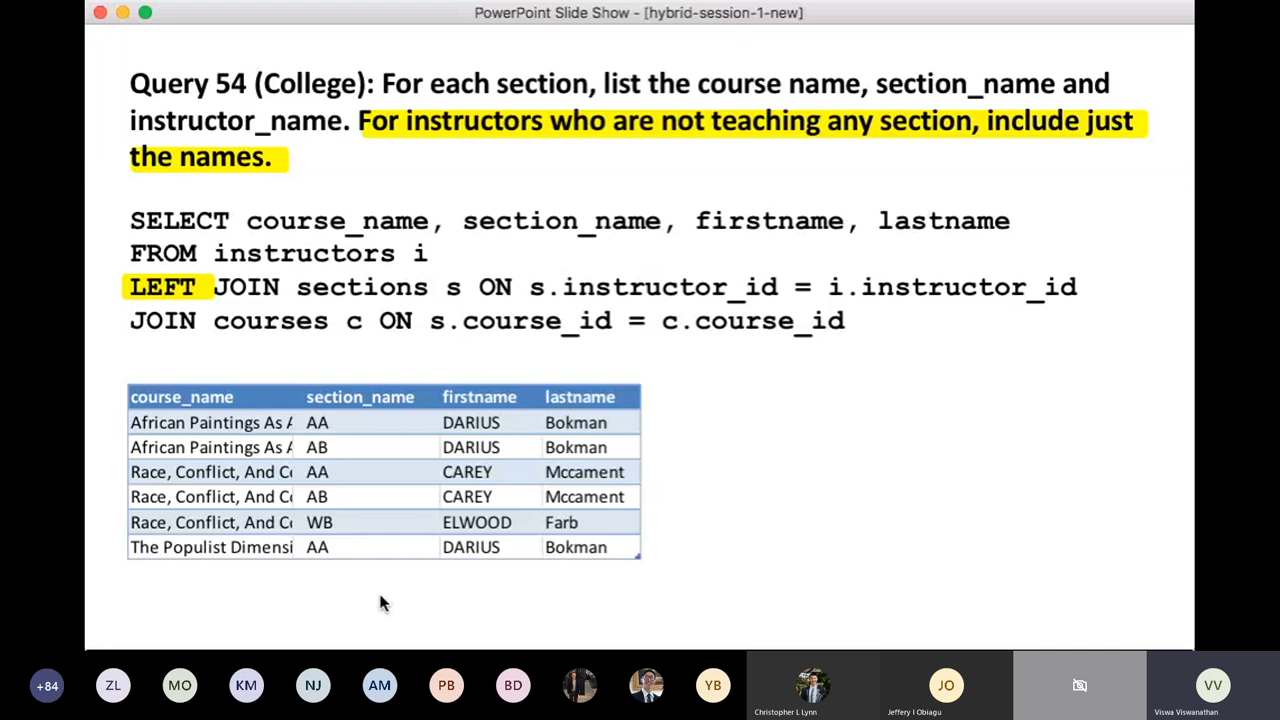 PowerPoint Slide Show - [hybrid-session-1-new]
Query 54 (College): For each section, list the course name, section_name and
instructor_name. For instructors who are not teaching any section, include just
the names.
SELECT course_name, section_name, firstname, lastname
FROM instructors i
LEFT JOIN sections s ON s.instructor_id = i.instructor_id
JOIN courses c ON s.course_id = c.course_id
course_name section_name firstname lastname
African Paintings As A AA DARIUS Bokman
African Paintings As A AB DARIUS Bokman
Race, Conflict, And Co AA CAREY Mccament
Race, Conflict, And Co AB CAREY Mccament
Race, Conflict, And Co WB ELWOOD Farb
The Populist Dimensi AA DARIUS Bokman
+84 ZL MO KM NJ AM PB BD YB JO VV
Christopher L Lynn Jeffery I Obiagu Viswa Viswanathan